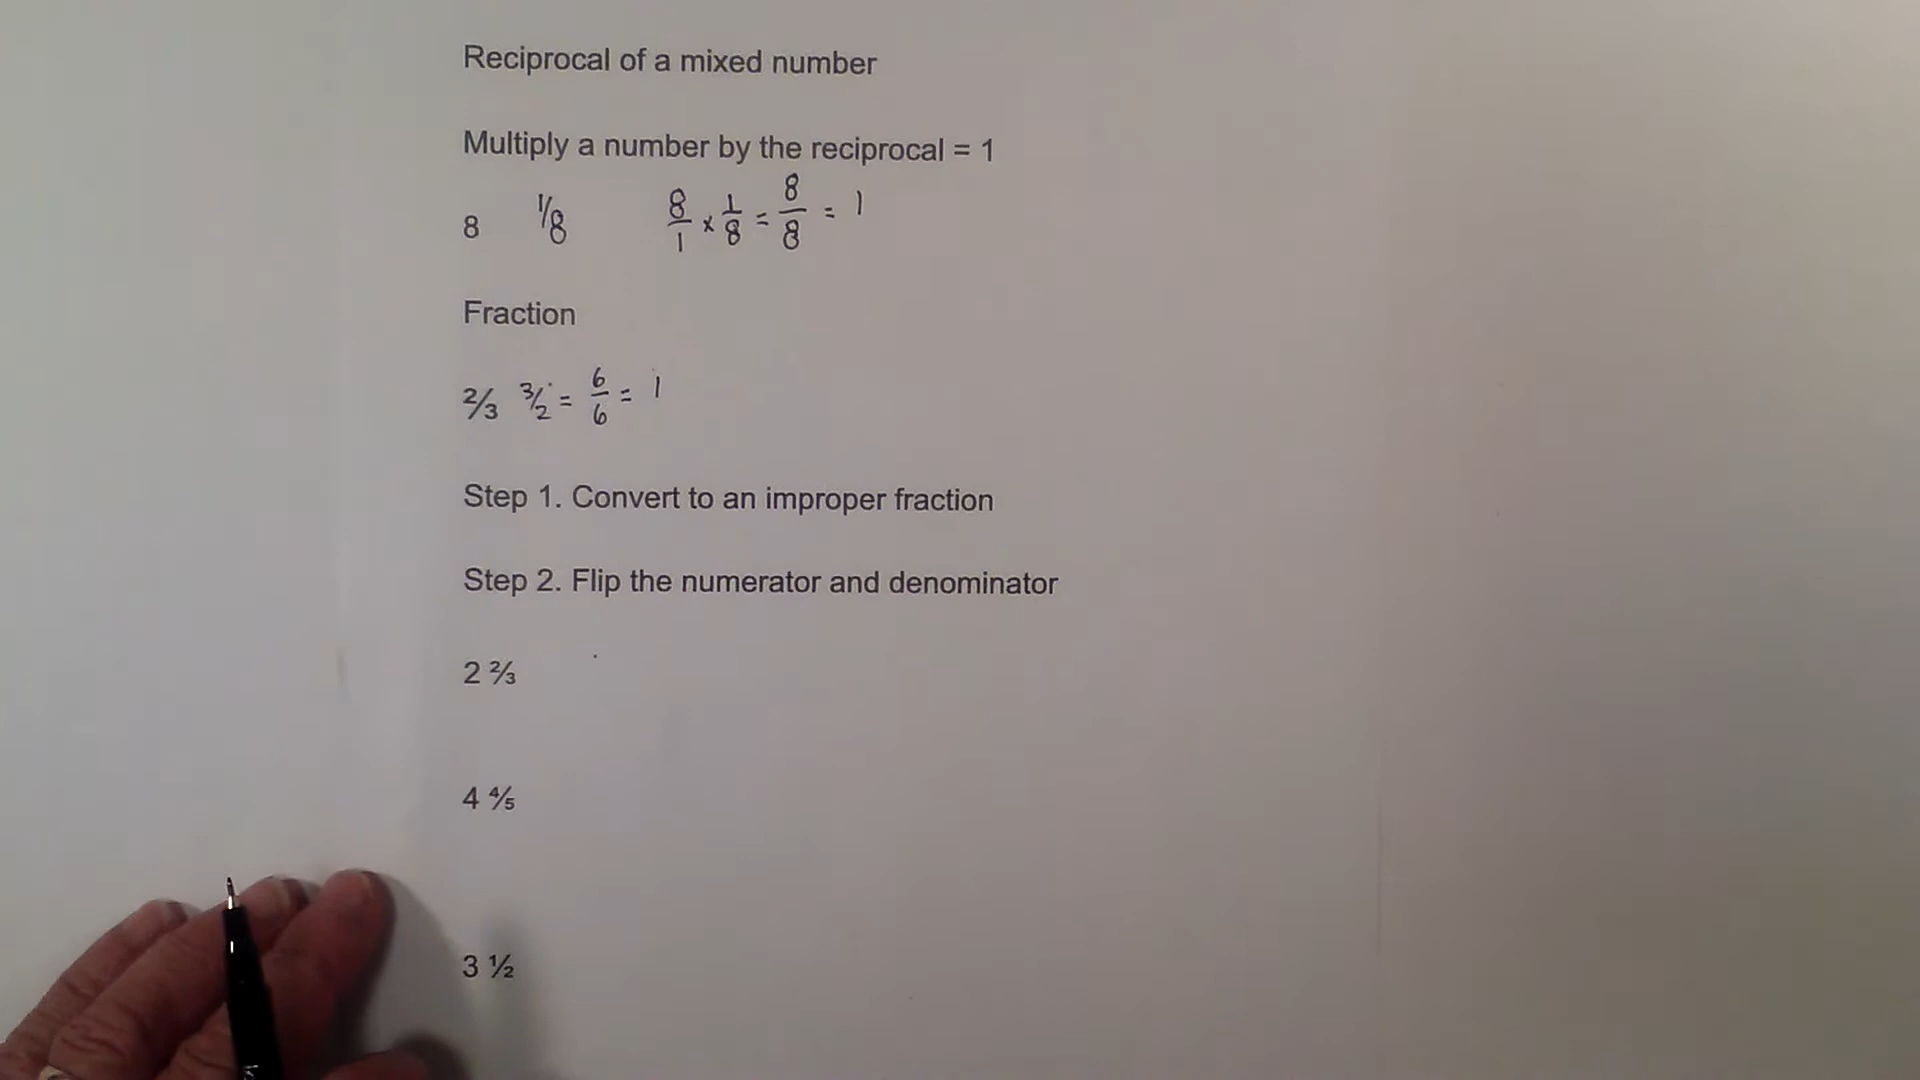 Reciprocal of a mixed number
Multiply a number by the reciprocal = 1
8 1/8 8/1 × 1/8 = 8/8 = 1
Fraction
⅔ 3/2 = 6/6 = 1
Step 1. Convert to an improper fraction
Step 2. Flip the numerator and denominator
2 ⅔
4 ⅘
3 ½